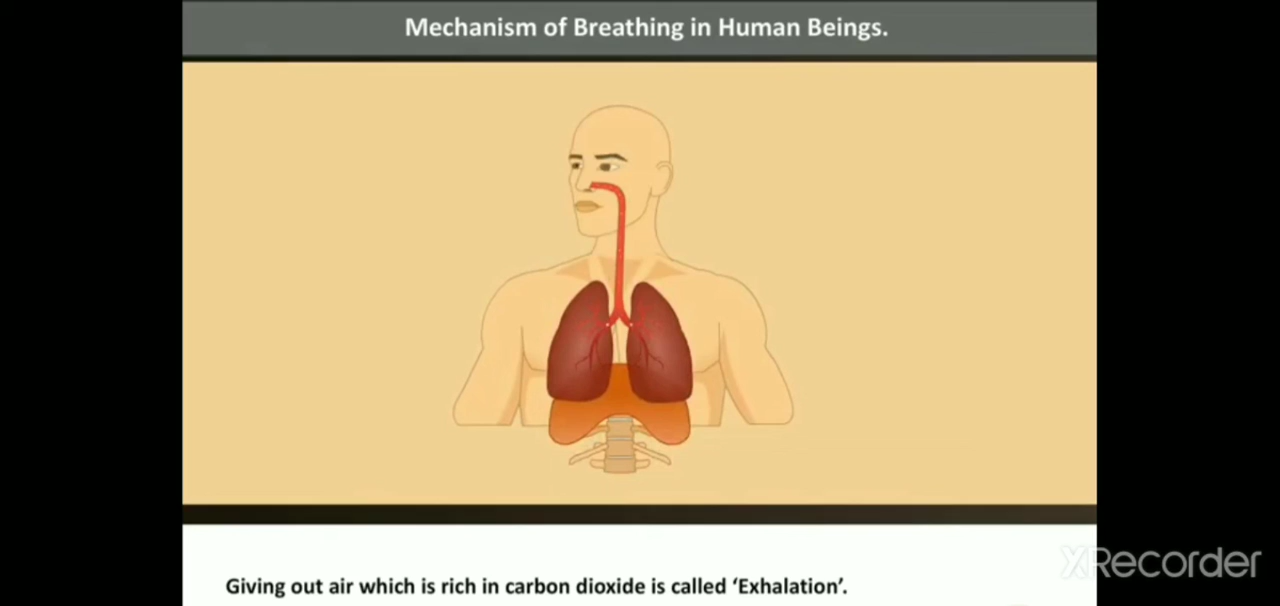 Mechanism of Breathing in Human Beings.
XRecorder
Giving out air which is rich in carbon dioxide is called ‘Exhalation’.